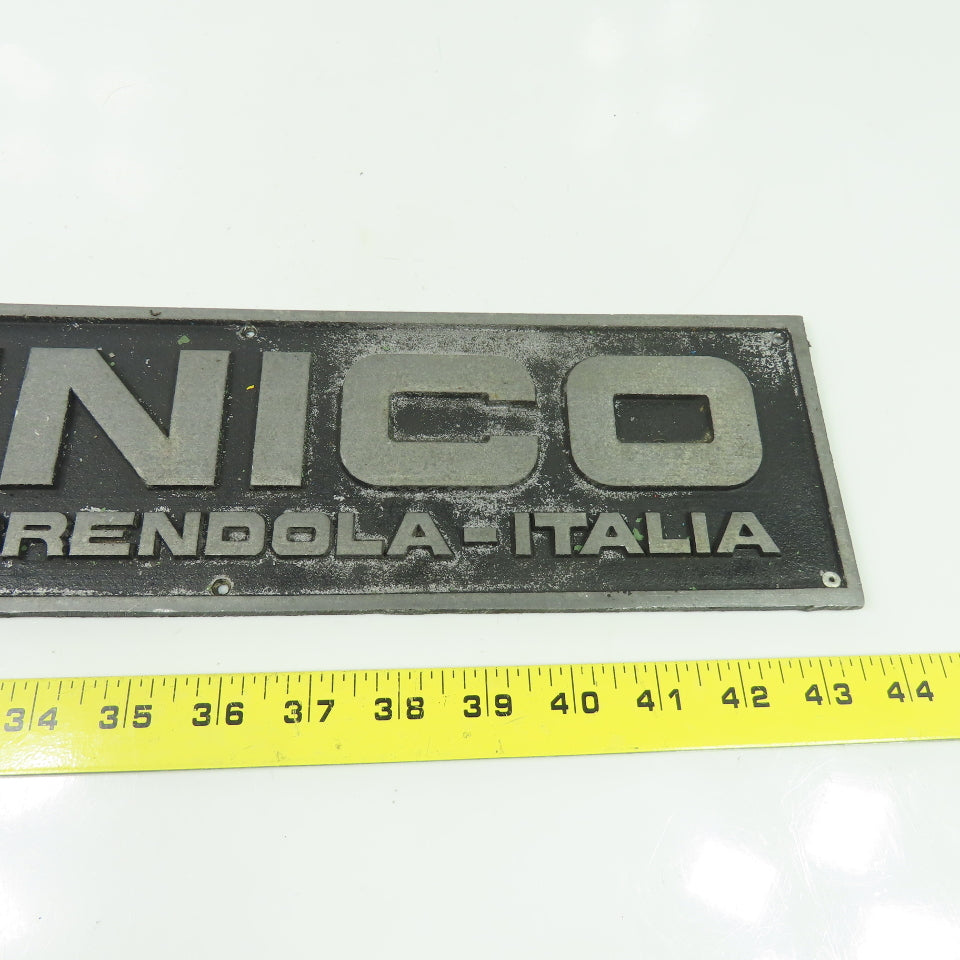 NICO
RENDOLA-ITALIA
34 35 36 37 38 39 40 41 42 43 44